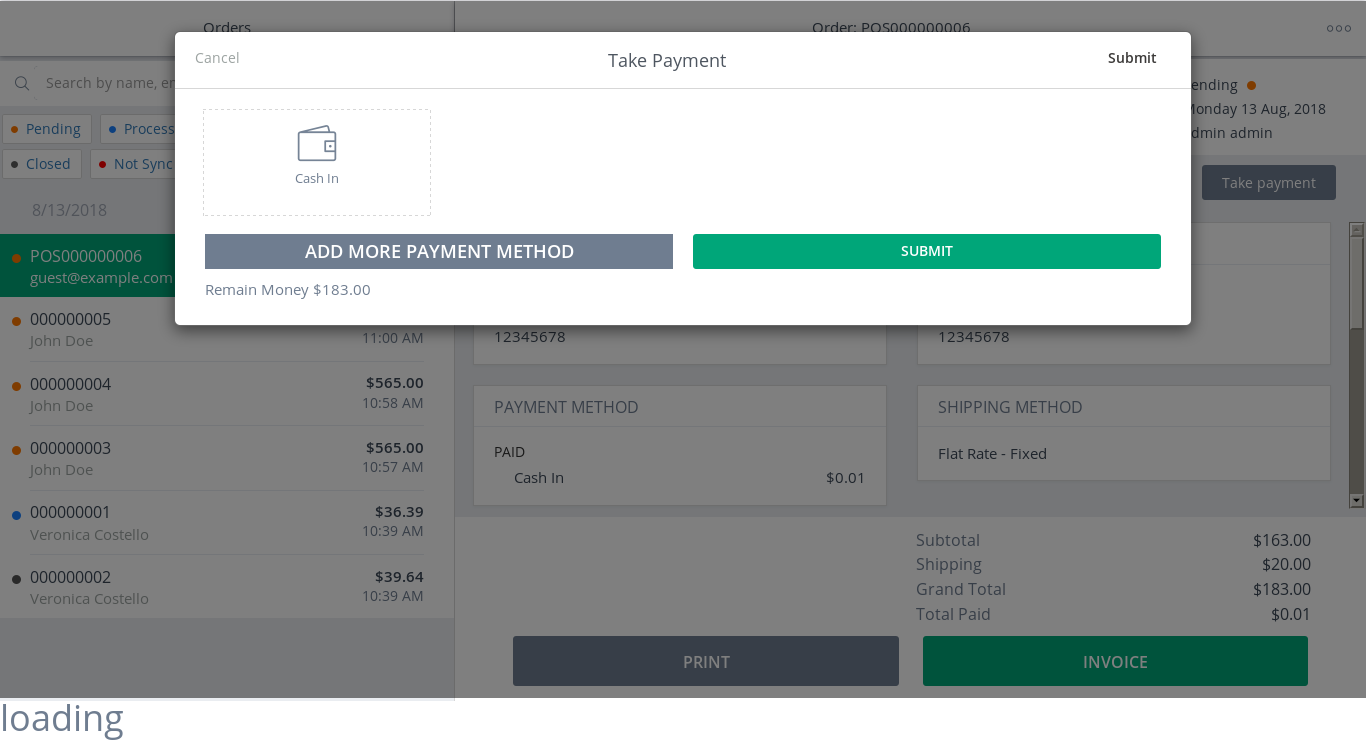 Orders
Order: POS000000006
Cancel
Take Payment
Submit
Search by name, em
Pending
Process
Closed
Not Sync
8/13/2018
POS000000006
guest@example.com
000000005
John Doe
11:00 AM
000000004
$565.00
John Doe
10:58 AM
000000003
$565.00
John Doe
10:57 AM
000000001
$36.39
Veronica Costello
10:39 AM
000000002
$39.64
Veronica Costello
10:39 AM
Cash In
ADD MORE PAYMENT METHOD
SUBMIT
Remain Money $183.00
ending
Monday 13 Aug, 2018
dmin admin
Take payment
12345678
12345678
PAYMENT METHOD
PAID
Cash In $0.01
SHIPPING METHOD
Flat Rate - Fixed
Subtotal $163.00
Shipping $20.00
Grand Total $183.00
Total Paid $0.01
PRINT
INVOICE
loading